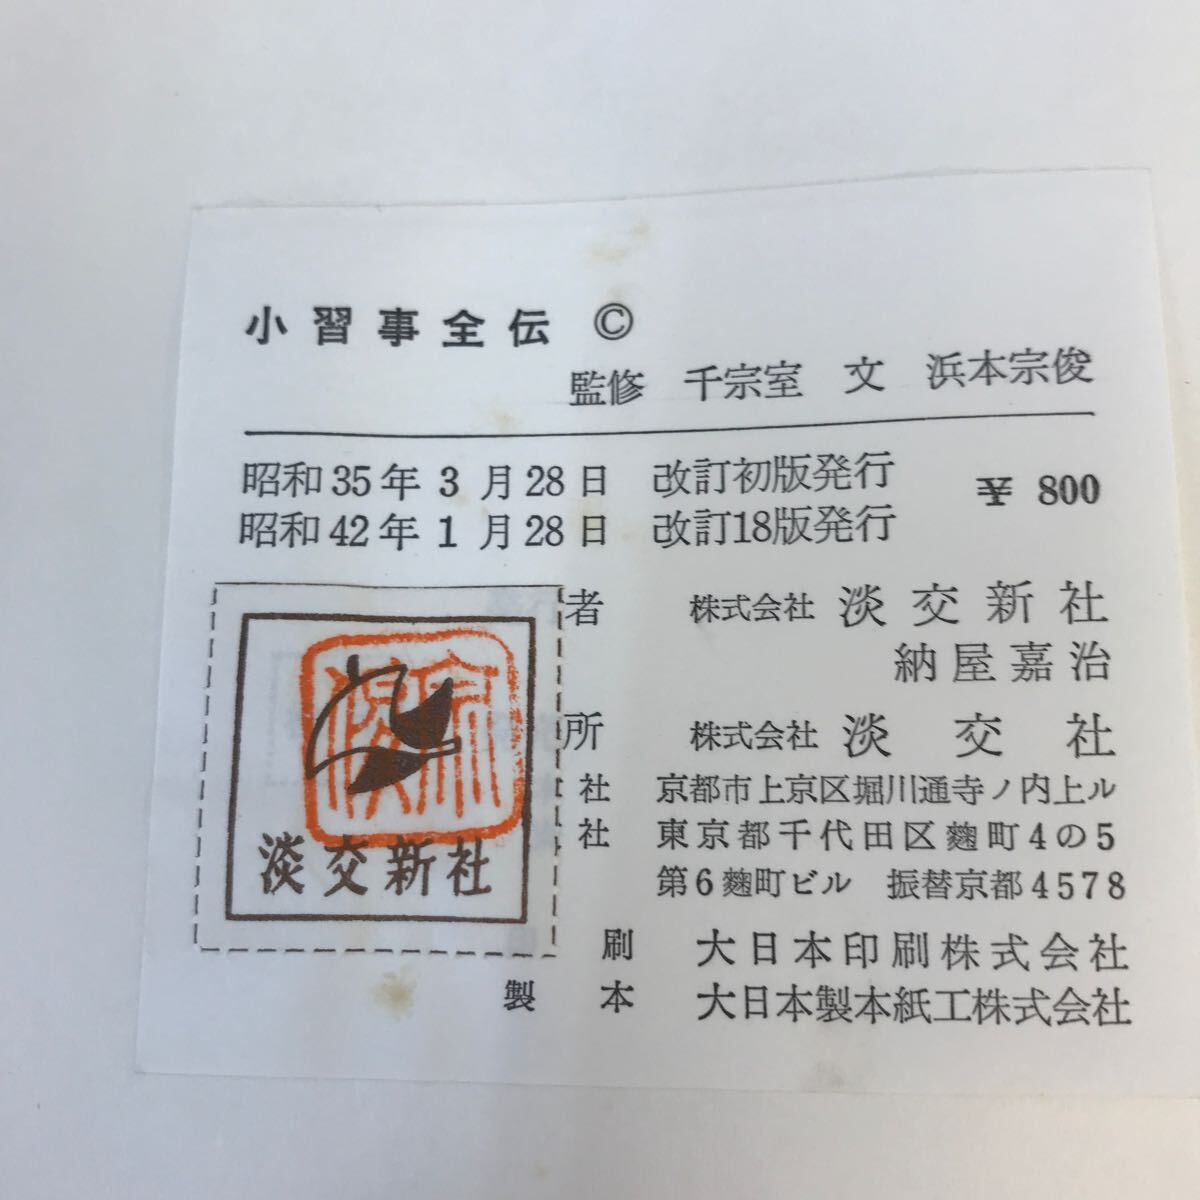 小習事全伝 ©
監修 千宗室 文 浜本宗俊
昭和35年3月28日 改訂初版発行
昭和42年1月28日 改訂18版発行
¥ 800
者 株式会社 淡交新社
納屋嘉治
所 株式会社 淡交社
社 京都市上京区堀川通寺ノ内上ル
社 東京都千代田区麴町4の5
第6麴町ビル 振替京都4578
刷 大日本印刷株式会社
製本 大日本製本紙工株式会社
宗俊
淡交新社